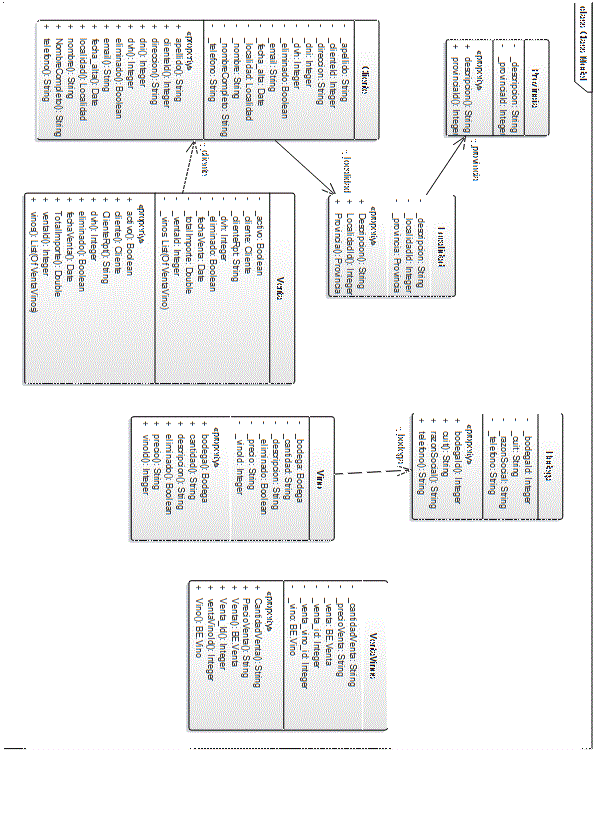 class Class Model
Provincia
- _descripcion: String
- _provinciaId: Integer
«property»
+ descripcion(): String
+ provinciaId(): Integer
-_provincia
Localidad
- _descripcion: String
- _localidadId: Integer
- _provincia: Provincia
«property»
+ Descripcion(): String
+ LocalidadId(): Integer
+ Provincia(): Provincia
-_localidad
Cliente
- _apellido: String
- _clienteId: Integer
- _direccion: String
- _dni: Integer
- _dvh: Integer
- _eliminado: Boolean
- _email: String
- _fecha_alta: Date
- _localidad: Localidad
- _nombre: String
- _nombreCompleto: String
- _telefono: String
«property»
+ apellido(): String
+ clienteId(): Integer
+ direccion(): String
+ dni(): Integer
+ dvh(): Integer
+ eliminado(): Boolean
+ email(): String
+ fecha_alta(): Date
+ localidad(): Localidad
+ nombre(): String
+ NombreCompleto(): String
+ telefono(): String
-_cliente
Venta
- _activo: Boolean
- _cliente: Cliente
- _clienteRpt: String
- _dvh: Integer
- _eliminado: Boolean
- _fechaVenta: Date
- _totalImporte: Double
- _ventaId: Integer
- _vinos: List(Of VentaVino)
«property»
+ activo(): Boolean
+ cliente(): Cliente
+ ClienteRpt(): String
+ dvh(): Integer
+ eliminado(): Boolean
+ fechaVenta(): Date
+ TotalImporte(): Double
+ ventaId(): Integer
+ vinos(): List(Of VentaVino)
Bodega
- _bodegaId: Integer
- _cuit: String
- _razonSocial: String
- _telefono: String
«property»
+ bodegaId(): Integer
+ cuit(): String
+ razonSocial(): String
+ telefono(): String
-_bodega
Vino
- _bodega: Bodega
- _cantidad: String
- _descripcion: String
- _eliminado: Boolean
- _precio: String
- _vinoId: Integer
«property»
+ bodega(): Bodega
+ cantidad(): String
+ descripcion(): String
+ eliminado(): Boolean
+ precio(): String
+ vinoId(): Integer
VentaVino
- _cantidadVenta: String
- _precioVenta: String
- _venta: BE.Venta
- _venta_id: Integer
- _venta_vino_id: Integer
- _vino: BE.Vino
«property»
+ CantidadVenta(): String
+ PrecioVenta(): String
+ Venta(): BE.Venta
+ Venta_Id(): Integer
+ ventaVinoId(): Integer
+ Vino(): BE.Vino